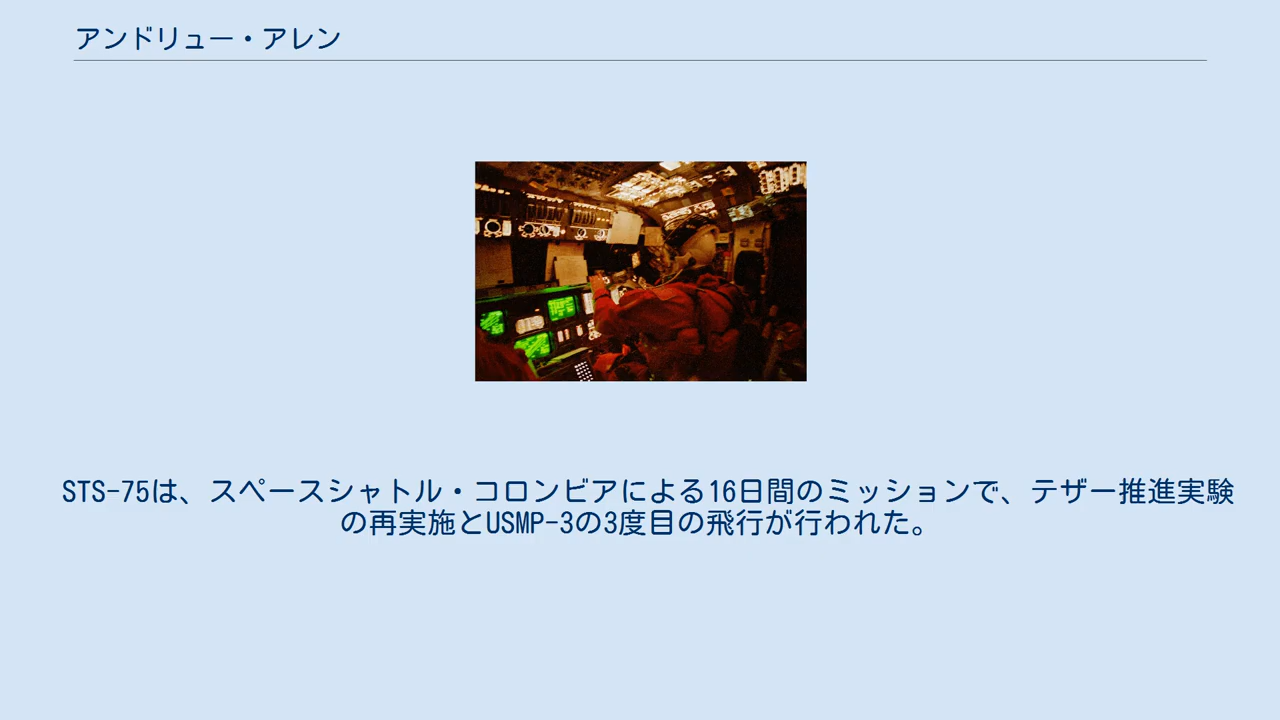 アンドリュー・アレン
STS-75は、スペースシャトル・コロンビアによる16日間のミッションで、テザー推進実験
の再実施とUSMP-3の3度目の飛行が行われた。